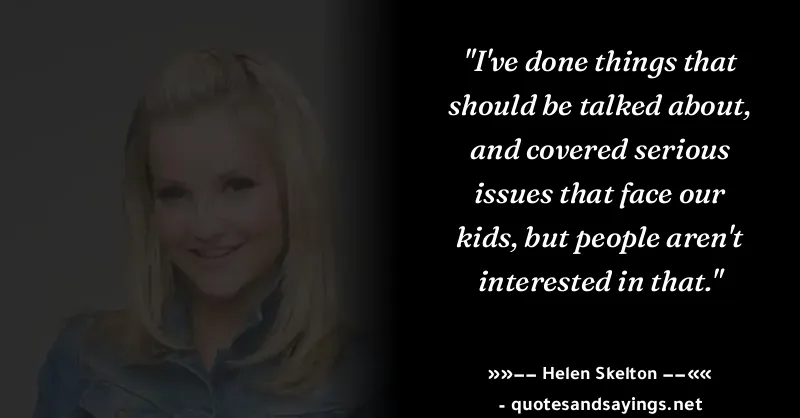 "I've done things that
should be talked about,
and covered serious
issues that face our
kids, but people aren't
interested in that."
»»−− Helen Skelton −−««
- quotesandsayings.net